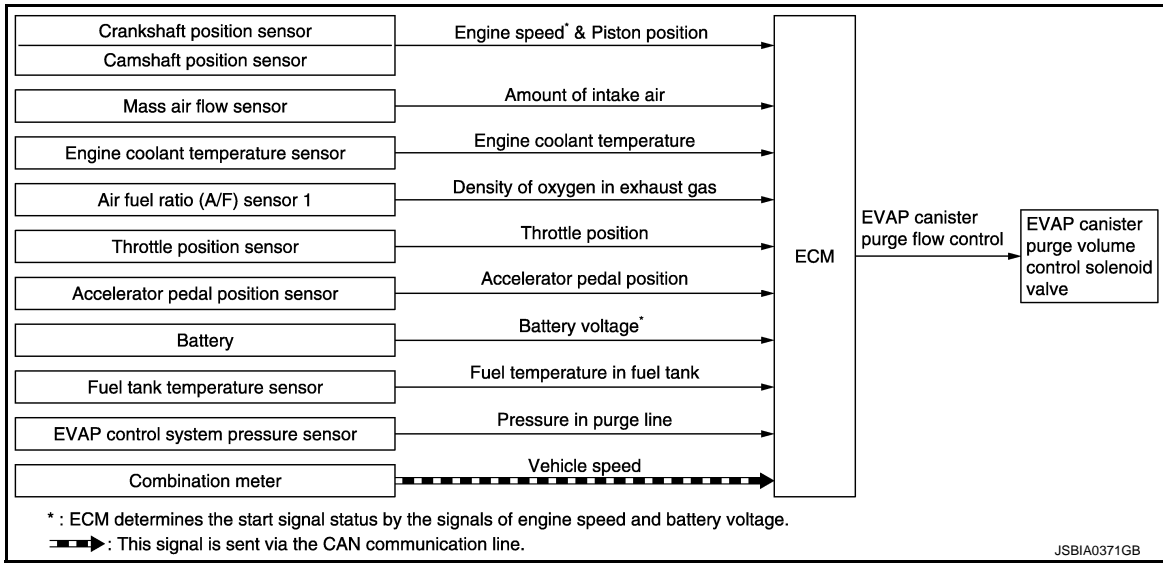 Crankshaft position sensor
Camshaft position sensor
Engine speed* & Piston position
Mass air flow sensor
Amount of intake air
Engine coolant temperature sensor
Engine coolant temperature
Air fuel ratio (A/F) sensor 1
Density of oxygen in exhaust gas
Throttle position sensor
Throttle position
Accelerator pedal position sensor
Accelerator pedal position
Battery
Battery voltage*
Fuel tank temperature sensor
Fuel temperature in fuel tank
EVAP control system pressure sensor
Pressure in purge line
Combination meter
Vehicle speed
ECM
EVAP canister
purge flow control
EVAP canister
purge volume
control solenoid
valve
* : ECM determines the start signal status by the signals of engine speed and battery voltage.
: This signal is sent via the CAN communication line.
JSBIA0371GB